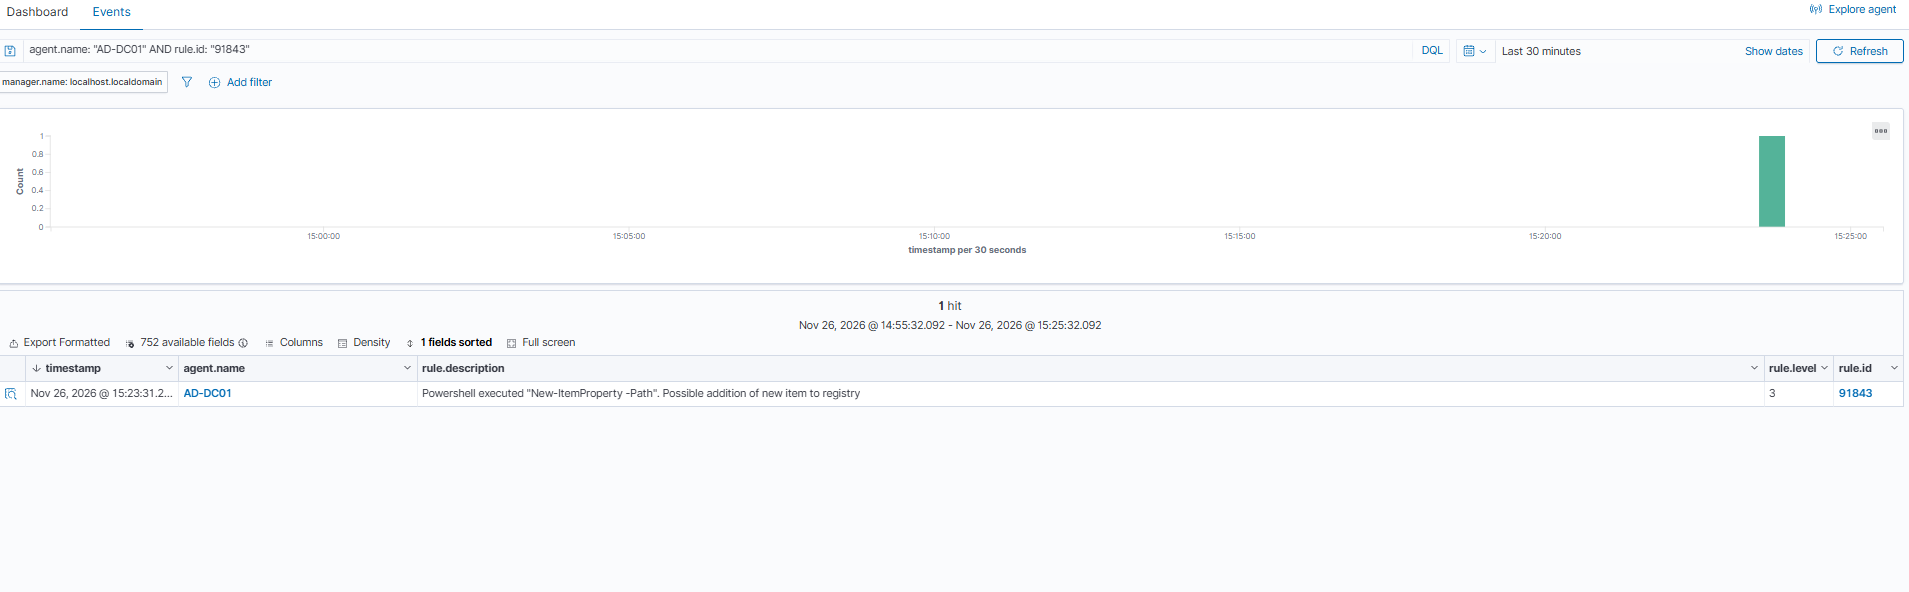 Dashboard Events Explore agent
agent.name: "AD-DC01" AND rule.id: "91843" DQL Last 30 minutes Show dates Refresh
manager.name: localhost.localdomain Add filter
1
0.8
0.6
0.4
0.2
0
Count
15:00:00 15:05:00 15:10:00 15:15:00 15:20:00 15:25:00
timestamp per 30 seconds
1 hit
Nov 26, 2026 @ 14:55:32.092 - Nov 26, 2026 @ 15:25:32.092
Export Formatted 752 available fields Columns Density 1 fields sorted Full screen
timestamp agent.name rule.description rule.level rule.id
Nov 26, 2026 @ 15:23:31.2... AD-DC01 Powershell executed "New-ItemProperty -Path". Possible addition of new item to registry 3 91843